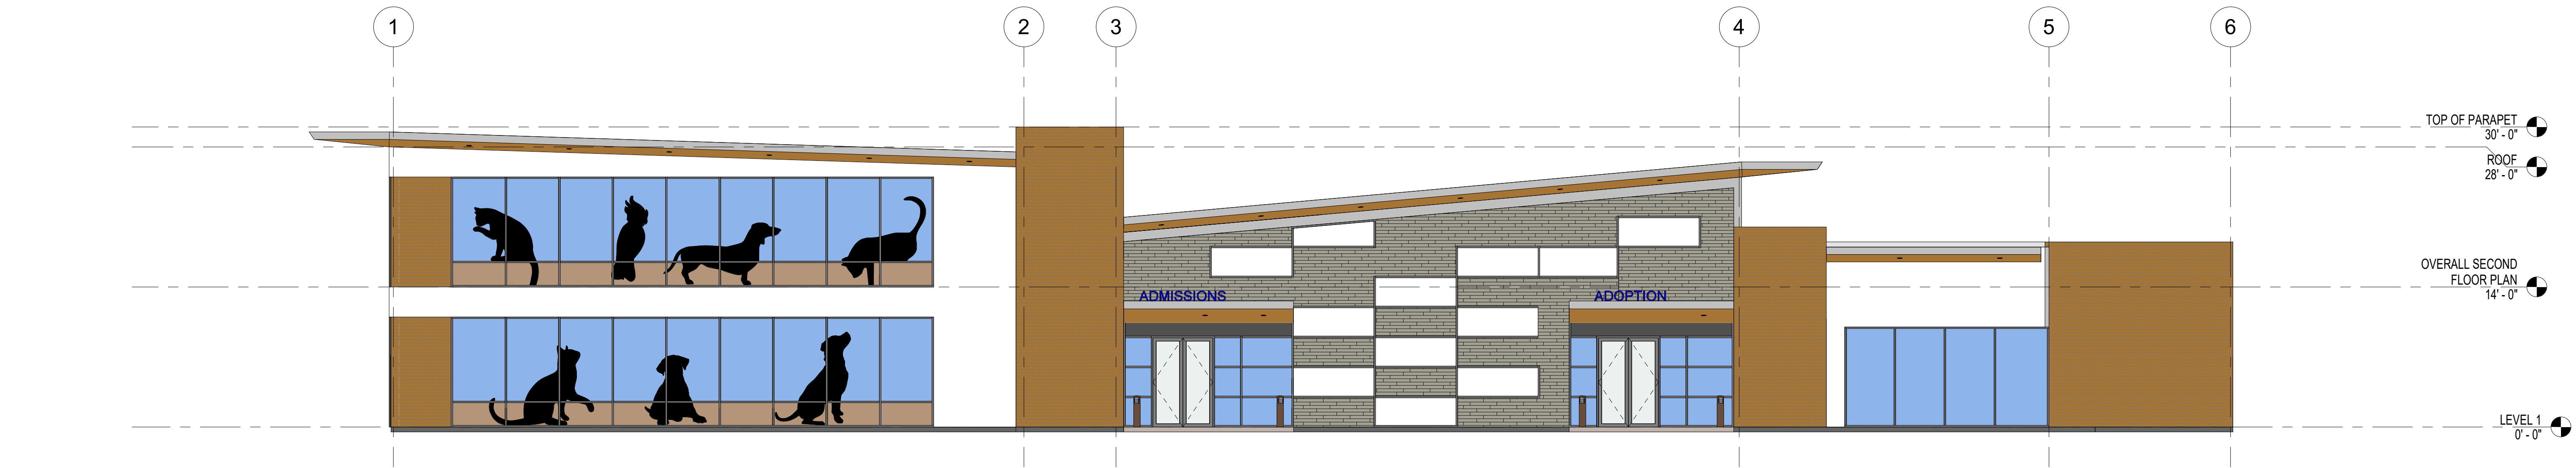 1
2
3
4
5
6
TOP OF PARAPET
30' - 0"
ROOF
28' - 0"
OVERALL SECOND
FLOOR PLAN
14' - 0"
ADMISSIONS
ADOPTION
LEVEL 1
0' - 0"